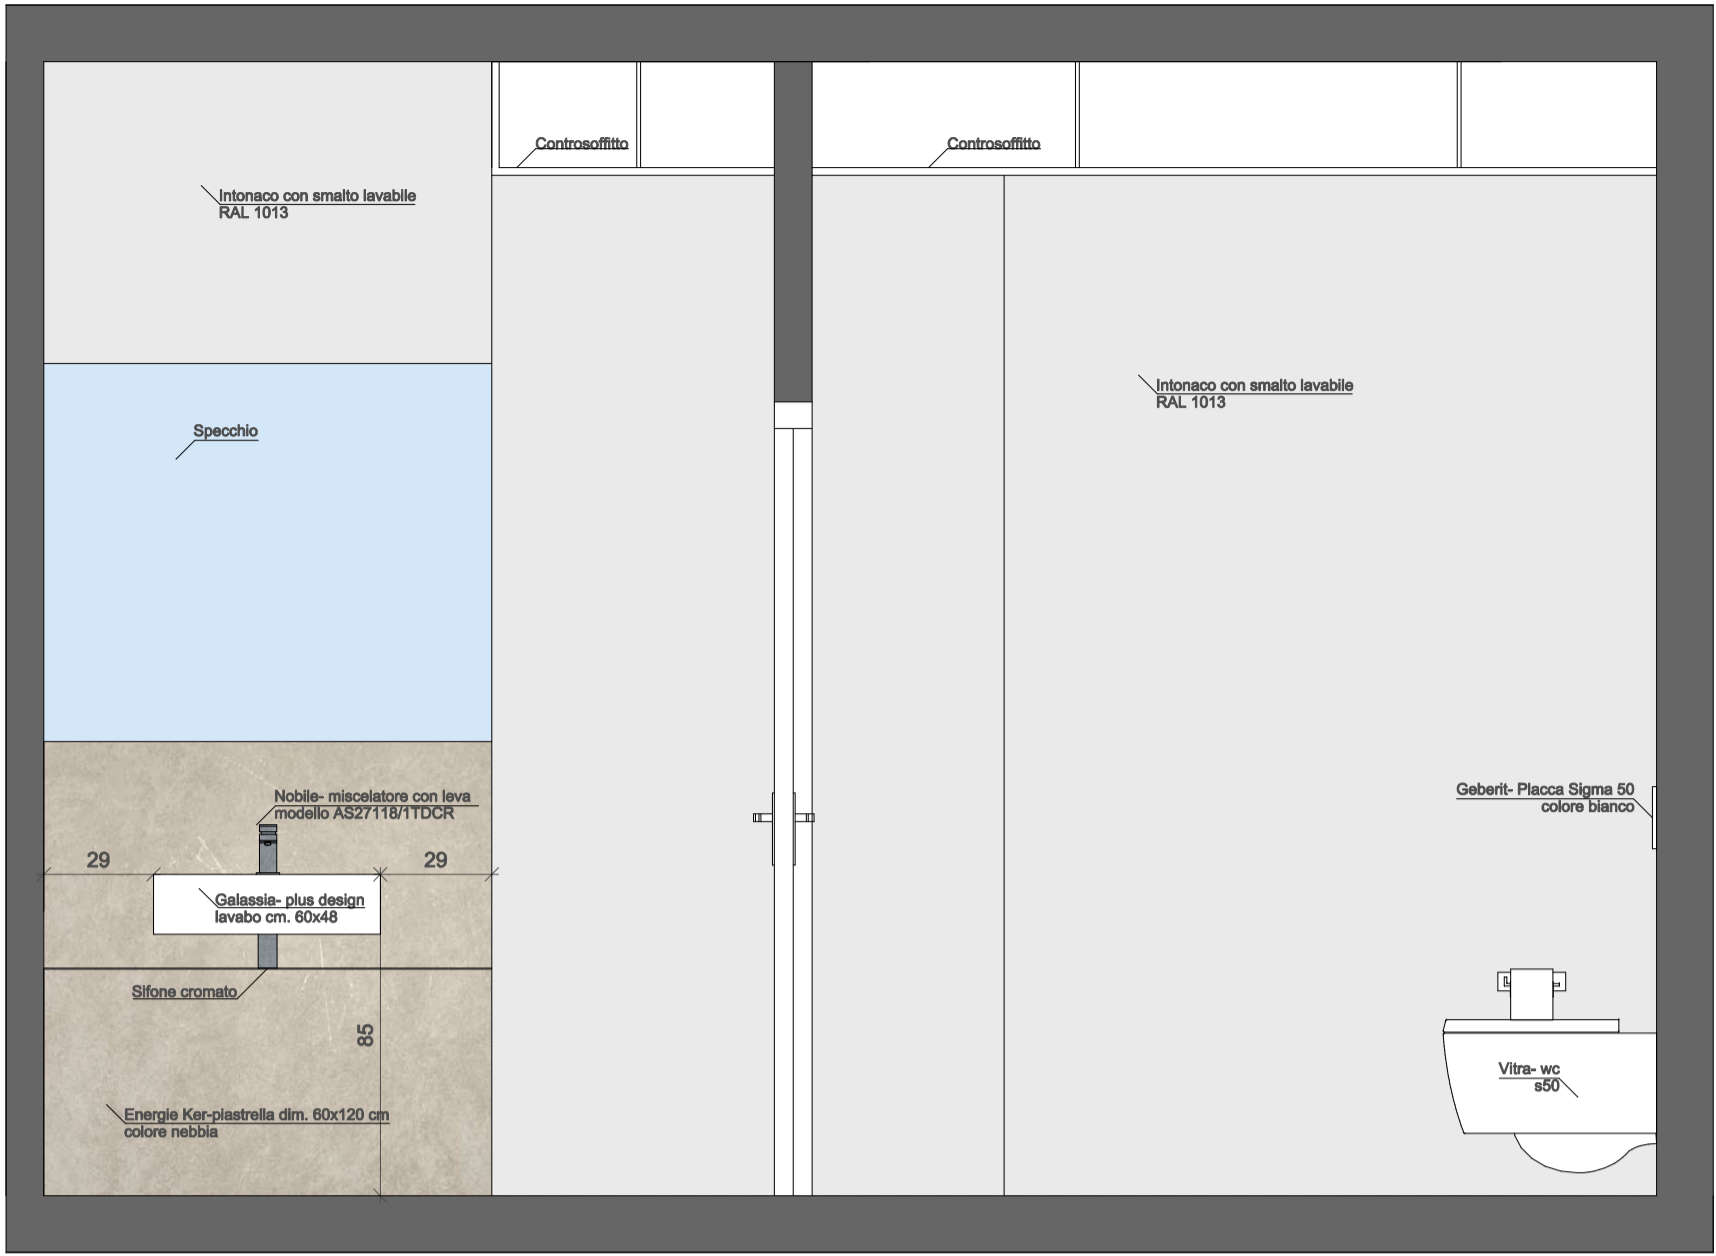 Controsoffitto
Controsoffitto
Intonaco con smalto lavabile
RAL 1013
Intonaco con smalto lavabile
RAL 1013
Specchio
Nobile- miscelatore con leva
modello AS27118/1TDCR
Geberit- Placca Sigma 50
colore bianco
29
29
Galassia- plus design
lavabo cm. 60x48
Sifone cromato
85
Vitra- wc
s50
Energie Ker-piastrella dim. 60x120 cm
colore nebbia